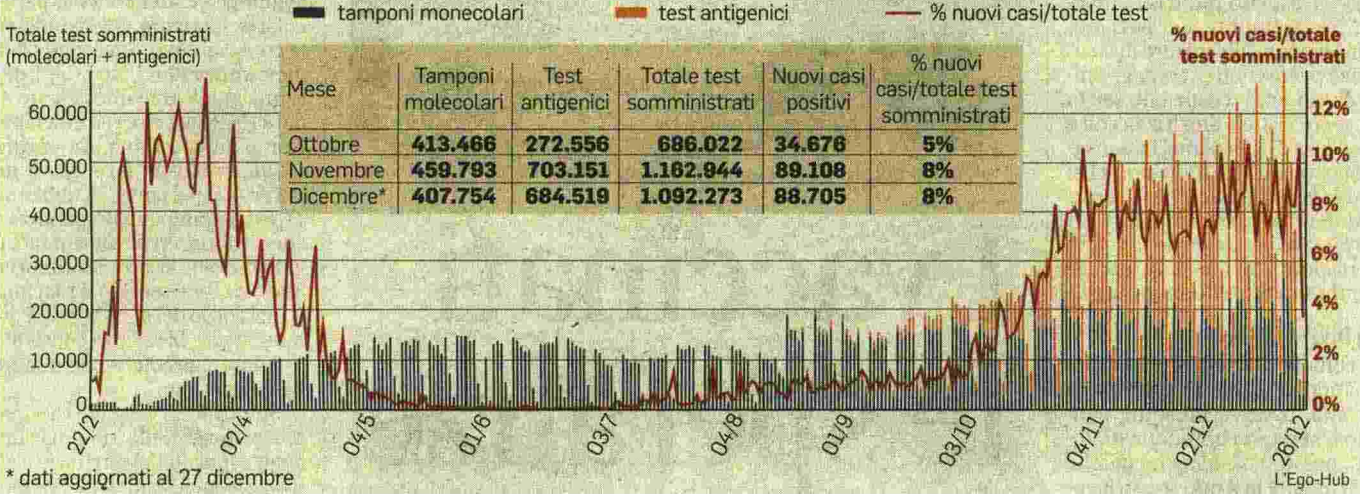 tamponi monecolari
test antigenici
% nuovi casi/totale test
Totale test somministrati
(molecolari + antigenici)
% nuovi casi/totale
test somministrati
Mese
Tamponi
molecolari
Test
antigenici
Totale test
somministrati
Nuovi casi
positivi
% nuovi
casi/totale test
somministrati
Ottobre 413.466 272.556 686.022 34.676 5%
Novembre 459.793 703.151 1.162.944 89.108 8%
Dicembre* 407.754 684.519 1.092.273 88.705 8%
60.000
50.000
40.000
30.000
20.000
10.000
0
12%
10%
8%
6%
4%
2%
0%
22/2
02/4
04/5
01/6
03/7
04/8
01/9
03/10
04/11
02/12
26/12
* dati aggiornati al 27 dicembre
L'Ego-Hub